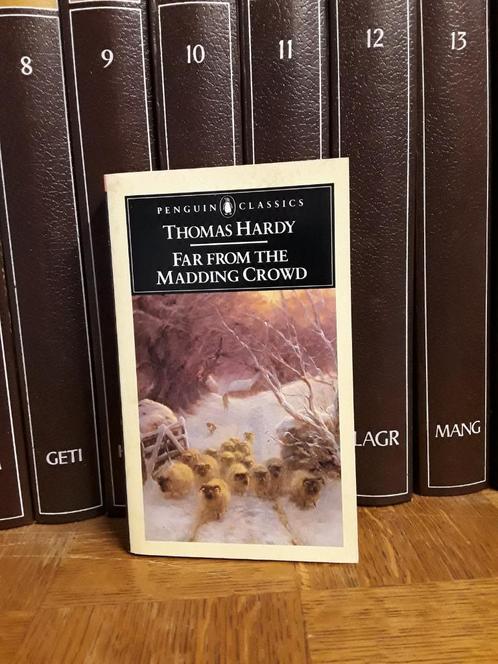 8
9
10
11
12
13
PENGUIN CLASSICS
THOMAS HARDY
FAR FROM THE
MADDING CROWD
GETI
LAGR
MANG